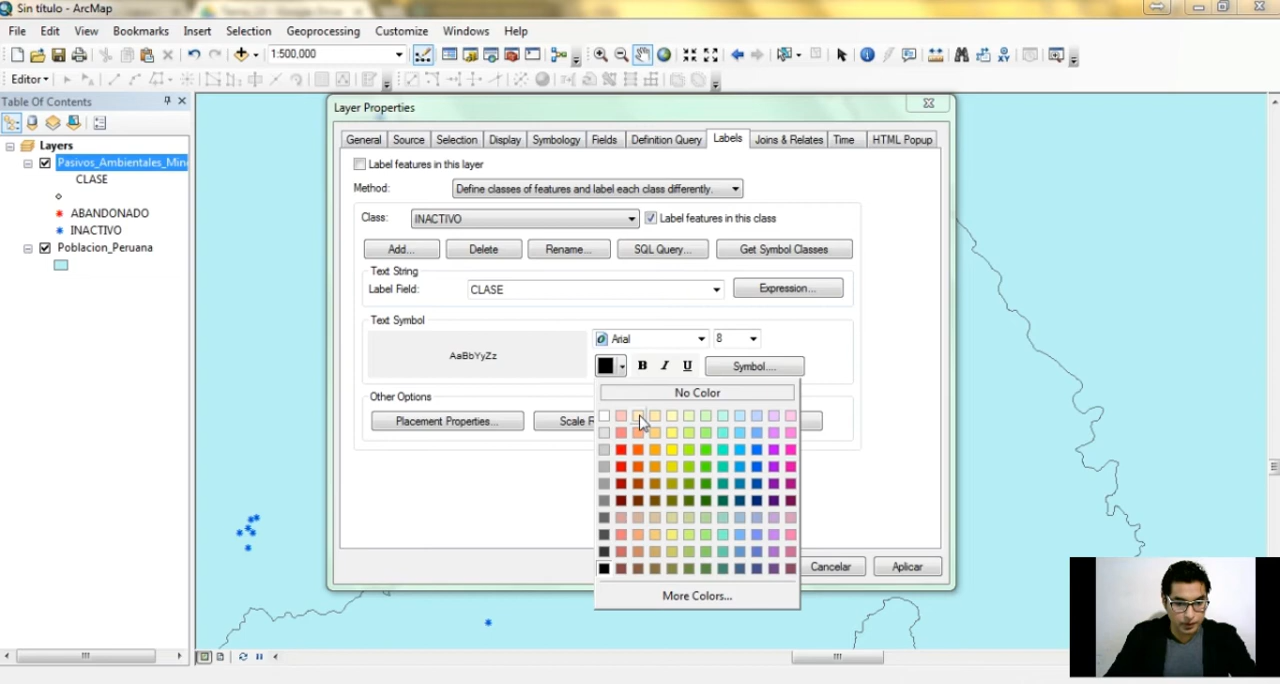 Sin título - ArcMap
File Edit View Bookmarks Insert Selection Geoprocessing Customize Windows Help
1:500,000
Editor
Table Of Contents
Layer Properties
General Source Selection Display Symbology Fields Definition Query Labels Joins & Relates Time HTML Popup
Layers
Pasivos_Ambientales_Min
CLASE
ABANDONADO
INACTIVO
Poblacion_Peruana
Label features in this layer
Method: Define classes of features and label each class differently.
Class: INACTIVO Label features in this class
Add... Delete Rename... SQL Query... Get Symbol Classes
Text String
Label Field: CLASE Expression...
Text Symbol
AaBbYyZz
Arial 8
B I U Symbol...
No Color
Other Options
Placement Properties... Scale R
More Colors...
Cancelar Aplicar